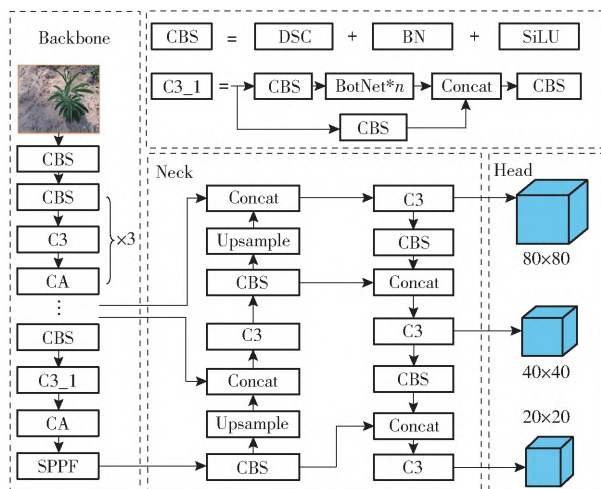 Backbone
CBS
CBS
C3
×3
CA
⋯
CBS
C3_1
CA
SPPF
CBS = DSC + BN + SiLU
C3_1 = CBS BotNet*n Concat CBS
CBS
Neck
Concat
Upsample
CBS
C3
Concat
Upsample
CBS
C3
CBS
Concat
C3
CBS
Concat
C3
Head
80×80
40×40
20×20